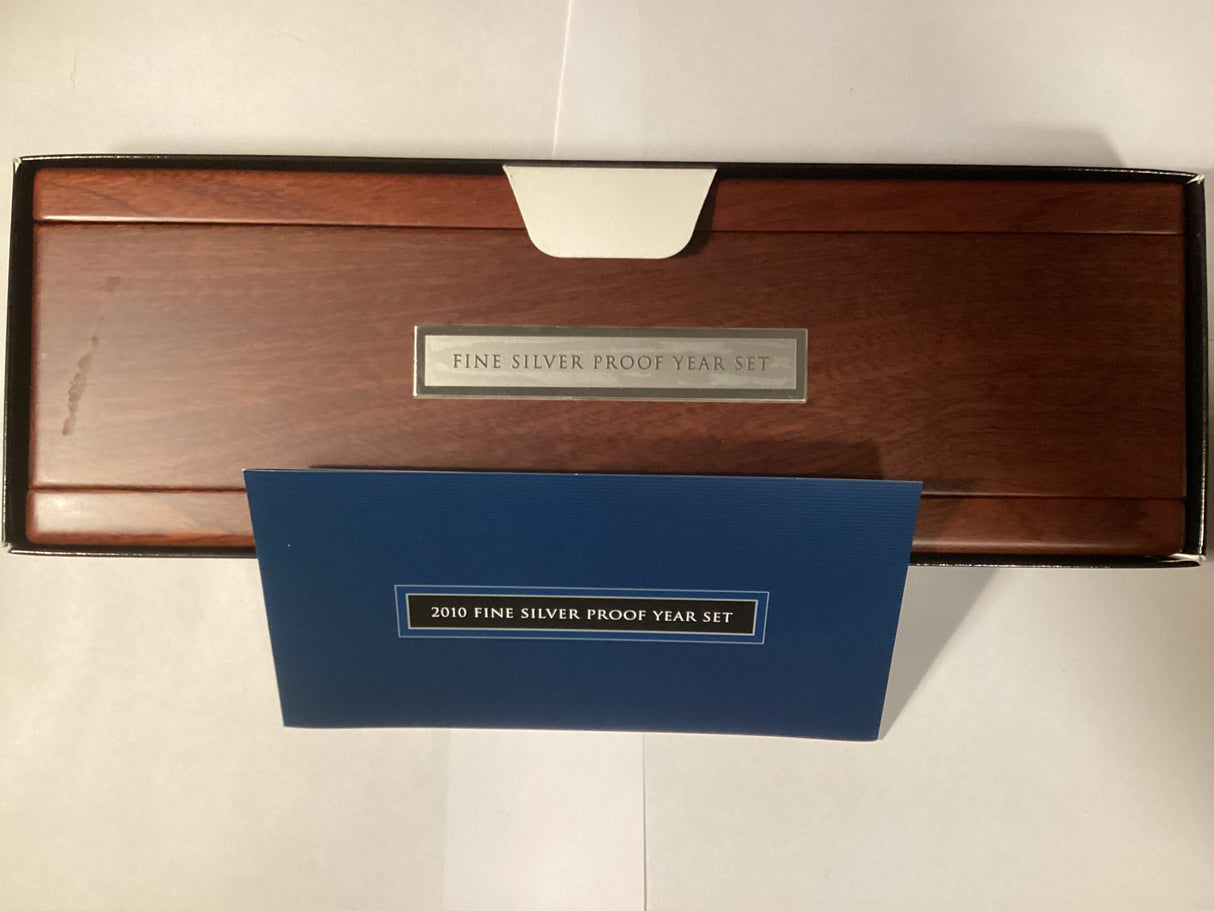 FINE SILVER PROOF YEAR SET
2010 FINE SILVER PROOF YEAR SET